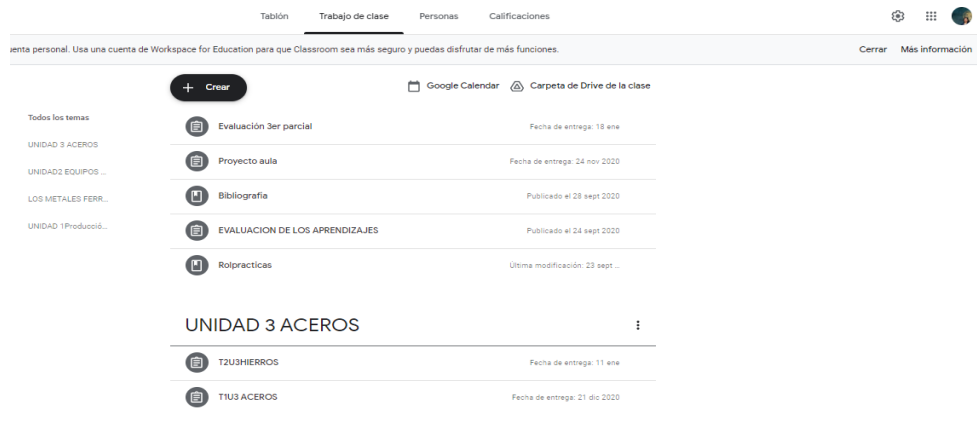 Tablón Trabajo de clase Personas Calificaciones
personal. Usa una cuenta de Workspace for Education para que Classroom sea más seguro y puedas disfrutar de más funciones. Cerrar Más información
+ Crear Google Calendar Carpeta de Drive de la clase
Todos los temas
UNIDAD 3 ACEROS
UNIDAD2 EQUIPOS ...
LOS METALES FERR...
UNIDAD 1Producció...
Evaluación 3er parcial Fecha de entrega: 18 ene
Proyecto aula Fecha de entrega: 24 nov 2020
Bibliografia Publicado el 28 sept 2020
EVALUACION DE LOS APRENDIZAJES Publicado el 24 sept 2020
Rolpracticas Última modificación: 23 sept ...
UNIDAD 3 ACEROS
T2U3HIERROS Fecha de entrega: 11 ene
T1U3 ACEROS Fecha de entrega: 21 dic 2020